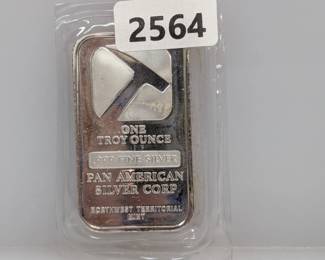 2564
ONE
TROY OUNCE
.999 FINE SILVER
PAN AMERICAN
SILVER CORP
NORTHWEST TERRITORIAL
MINT